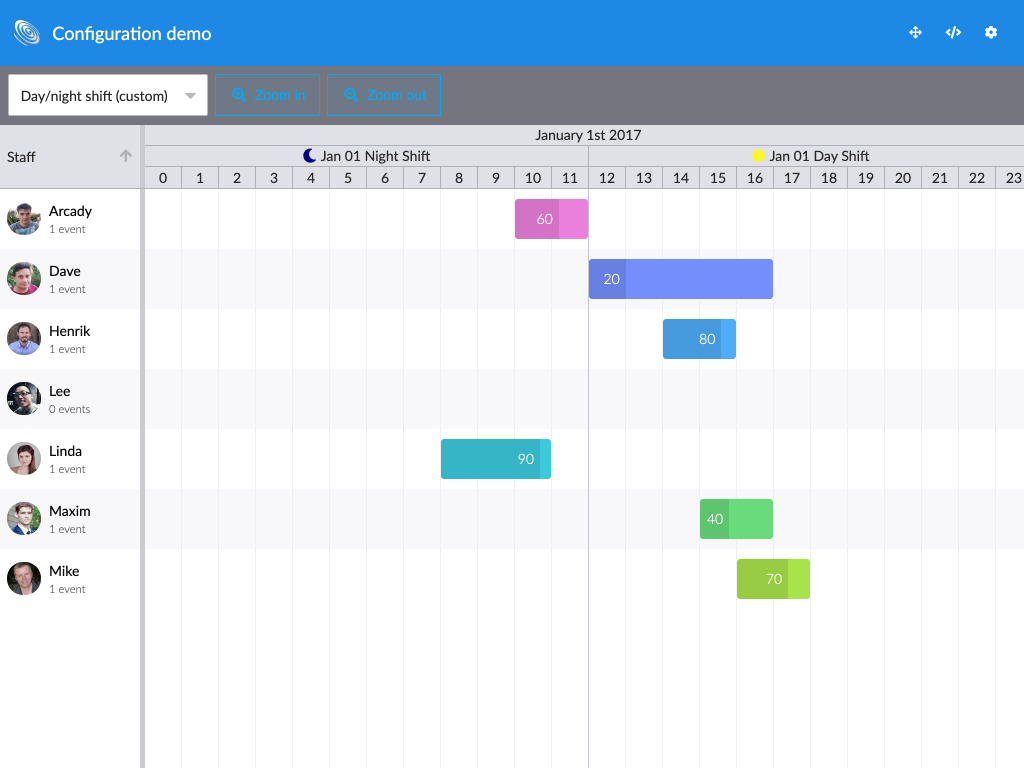 Configuration demo
Day/night shift (custom)
Zoom in
Zoom out
Staff
January 1st 2017
Jan 01 Night Shift
Jan 01 Day Shift
0 1 2 3 4 5 6 7 8 9 10 11 12 13 14 15 16 17 18 19 20 21 22 23
Arcady
1 event
60
Dave
1 event
20
Henrik
1 event
80
Lee
0 events
Linda
1 event
90
Maxim
1 event
40
Mike
1 event
70